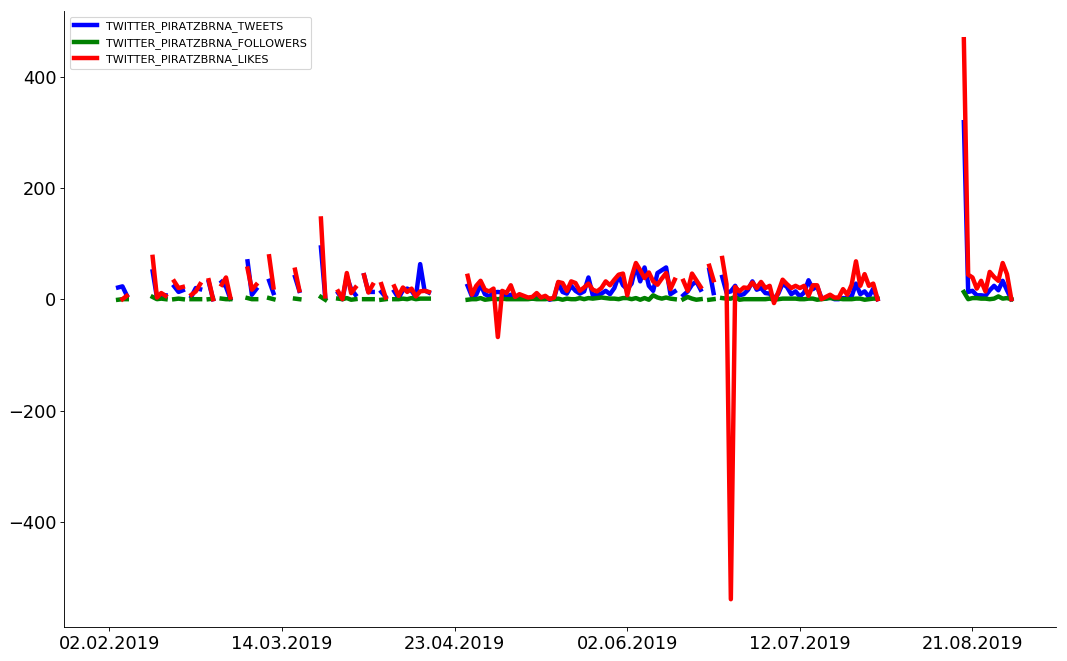 TWITTER_PIRATZBRNA_TWEETS
TWITTER_PIRATZBRNA_FOLLOWERS
TWITTER_PIRATZBRNA_LIKES
400
200
0
−200
−400
02.02.2019 14.03.2019 23.04.2019 02.06.2019 12.07.2019 21.08.2019